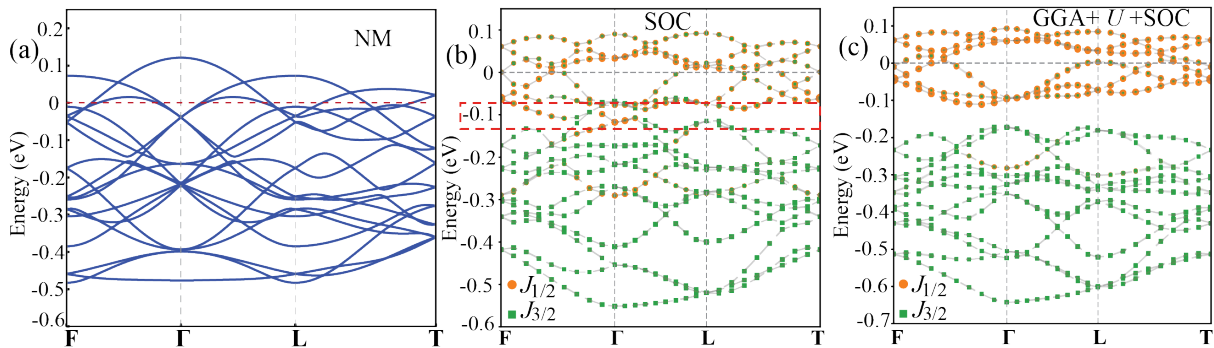 (a)
NM
Energy (eV)
0.2
0.1
0
-0.1
-0.2
-0.3
-0.4
-0.5
-0.6
F Γ L T
(b)
SOC
Energy (eV)
0.1
0
-0.1
-0.2
-0.3
-0.4
-0.5
-0.6
J1/2
J3/2
F Γ L T
(c)
GGA+ U +SOC
Energy (eV)
0.1
0
-0.1
-0.2
-0.3
-0.4
-0.5
-0.6
-0.7
J1/2
J3/2
F Γ L T